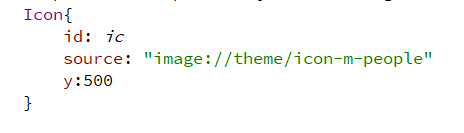 Icon{
id: ic
source: "image://theme/icon-m-people"
y:500
}